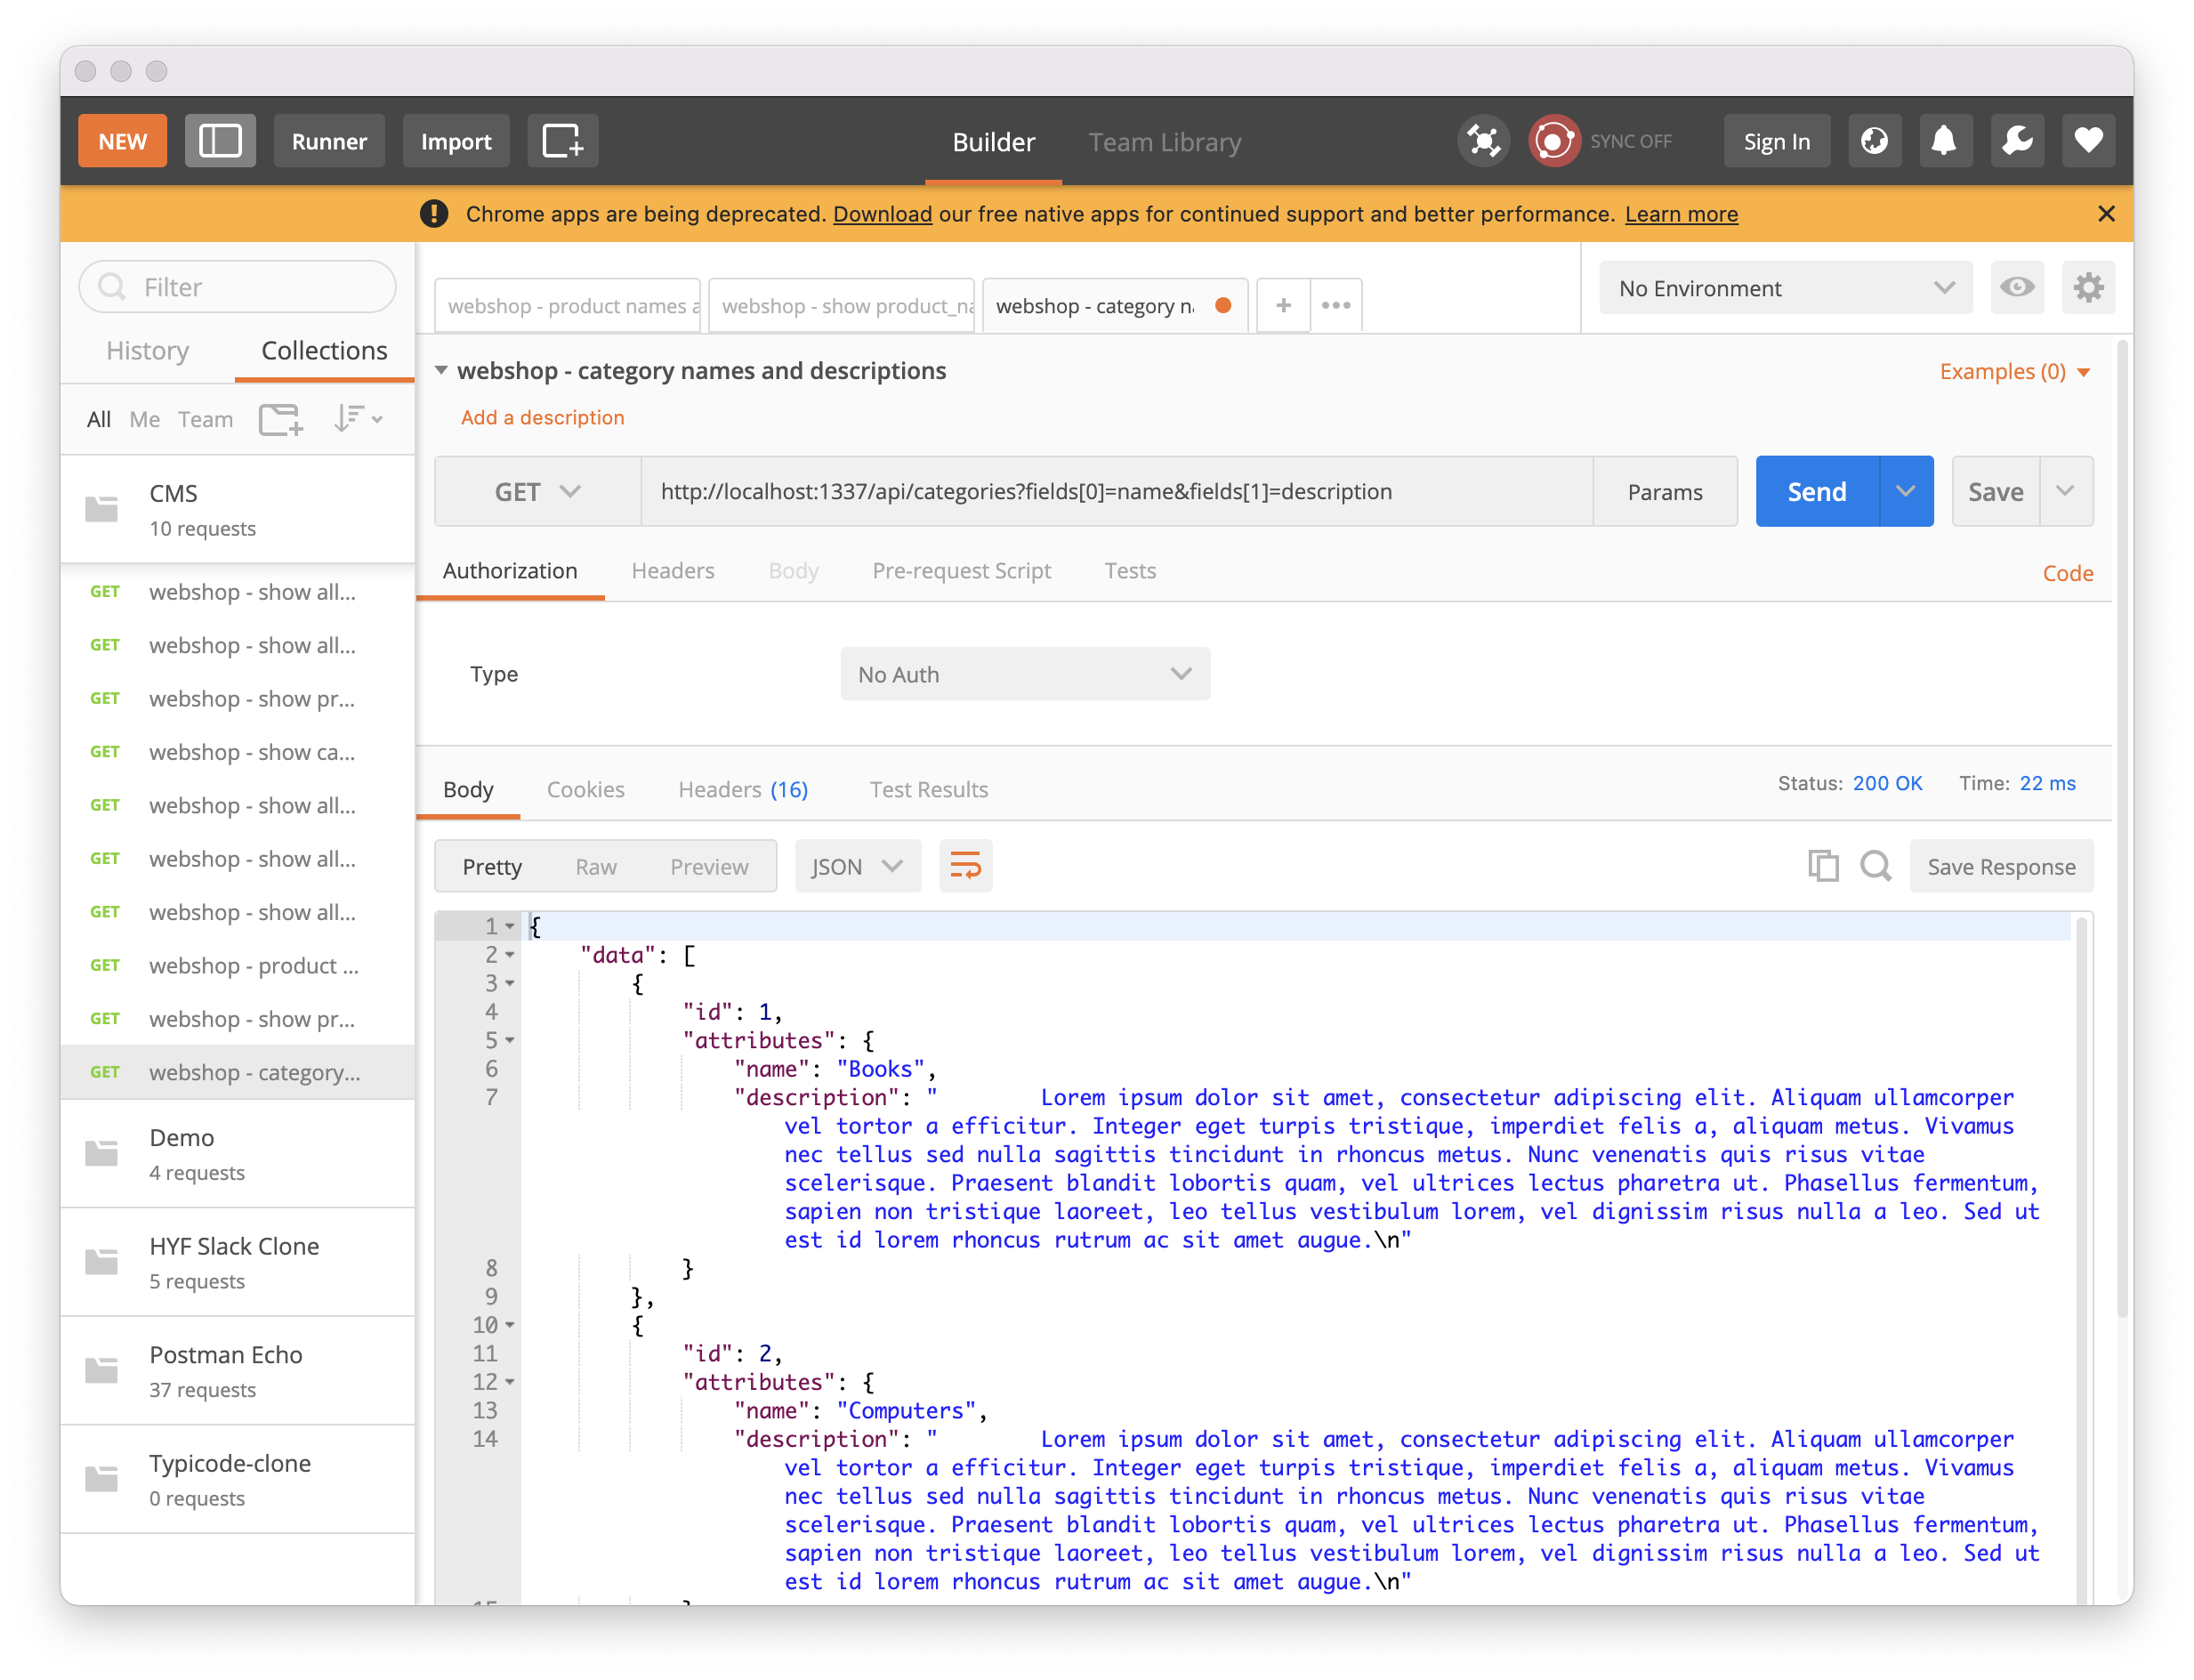 NEW Runner Import Builder Team Library SYNC OFF Sign In
Chrome apps are being deprecated. Download our free native apps for continued support and better performance. Learn more
Filter
History Collections
All Me Team
CMS
10 requests
GET webshop - show all...
GET webshop - show all...
GET webshop - show pr...
GET webshop - show ca...
GET webshop - show all...
GET webshop - show all...
GET webshop - show all...
GET webshop - product ...
GET webshop - show pr...
GET webshop - category...
Demo
4 requests
HYF Slack Clone
5 requests
Postman Echo
37 requests
Typicode-clone
0 requests
webshop - product names a webshop - show product_na webshop - category n + ••• No Environment
webshop - category names and descriptions Examples (0)
Add a description
GET http://localhost:1337/api/categories?fields[0]=name&fields[1]=description Params Send Save
Authorization Headers Body Pre-request Script Tests Code
Type No Auth
Body Cookies Headers (16) Test Results Status: 200 OK Time: 22 ms
Pretty Raw Preview JSON Save Response
1 {
2 "data": [
3 {
4 "id": 1,
5 "attributes": {
6 "name": "Books",
7 "description": " Lorem ipsum dolor sit amet, consectetur adipiscing elit. Aliquam ullamcorper
vel tortor a efficitur. Integer eget turpis tristique, imperdiet felis a, aliquam metus. Vivamus
nec tellus sed nulla sagittis tincidunt in rhoncus metus. Nunc venenatis quis risus vitae
scelerisque. Praesent blandit lobortis quam, vel ultrices lectus pharetra ut. Phasellus fermentum,
sapien non tristique laoreet, leo tellus vestibulum lorem, vel dignissim risus nulla a leo. Sed ut
est id lorem rhoncus rutrum ac sit amet augue.\n"
8 }
9 },
10 {
11 "id": 2,
12 "attributes": {
13 "name": "Computers",
14 "description": " Lorem ipsum dolor sit amet, consectetur adipiscing elit. Aliquam ullamcorper
vel tortor a efficitur. Integer eget turpis tristique, imperdiet felis a, aliquam metus. Vivamus
nec tellus sed nulla sagittis tincidunt in rhoncus metus. Nunc venenatis quis risus vitae
scelerisque. Praesent blandit lobortis quam, vel ultrices lectus pharetra ut. Phasellus fermentum,
sapien non tristique laoreet, leo tellus vestibulum lorem, vel dignissim risus nulla a leo. Sed ut
est id lorem rhoncus rutrum ac sit amet augue.\n"